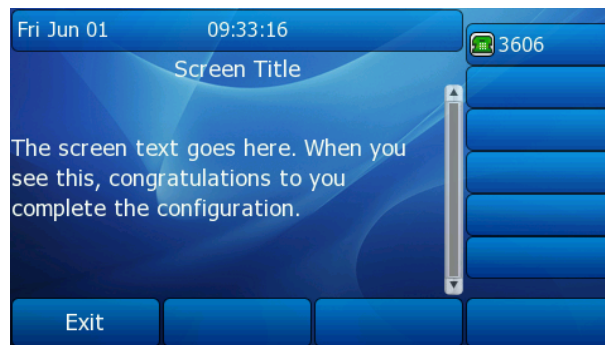 Fri Jun 01 09:33:16
3606
Screen Title
The screen text goes here. When you
see this, congratulations to you
complete the configuration.
Exit